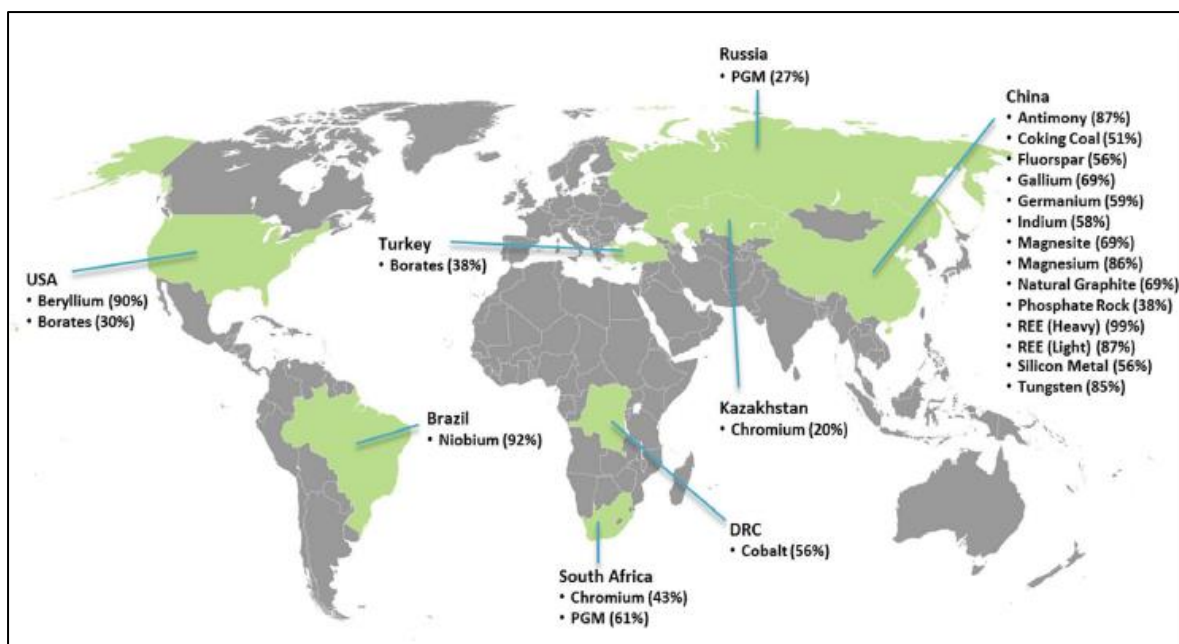 Russia
• PGM (27%)
China
• Antimony (87%)
• Coking Coal (51%)
• Fluorspar (56%)
• Gallium (69%)
• Germanium (59%)
• Indium (58%)
• Magnesite (69%)
• Magnesium (86%)
• Natural Graphite (69%)
• Phosphate Rock (38%)
• REE (Heavy) (99%)
• REE (Light) (87%)
• Silicon Metal (56%)
• Tungsten (85%)
Turkey
• Borates (38%)
USA
• Beryllium (90%)
• Borates (30%)
Kazakhstan
• Chromium (20%)
Brazil
• Niobium (92%)
DRC
• Cobalt (56%)
South Africa
• Chromium (43%)
• PGM (61%)